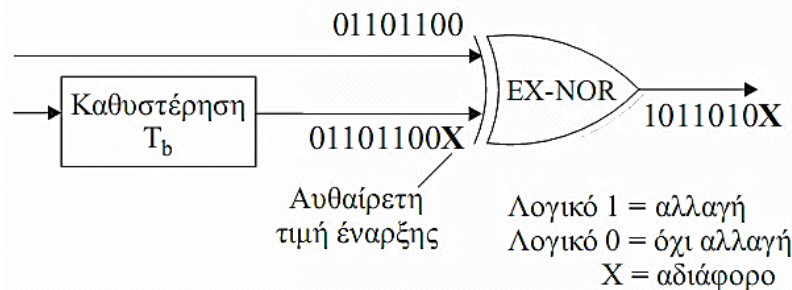 01101100
Καθυστέρηση
T_b
EX-NOR
01101100X
1011010X
Αυθαίρετη
τιμή έναρξης
Λογικό 1 = αλλαγή
Λογικό 0 = όχι αλλαγή
X = αδιάφορο